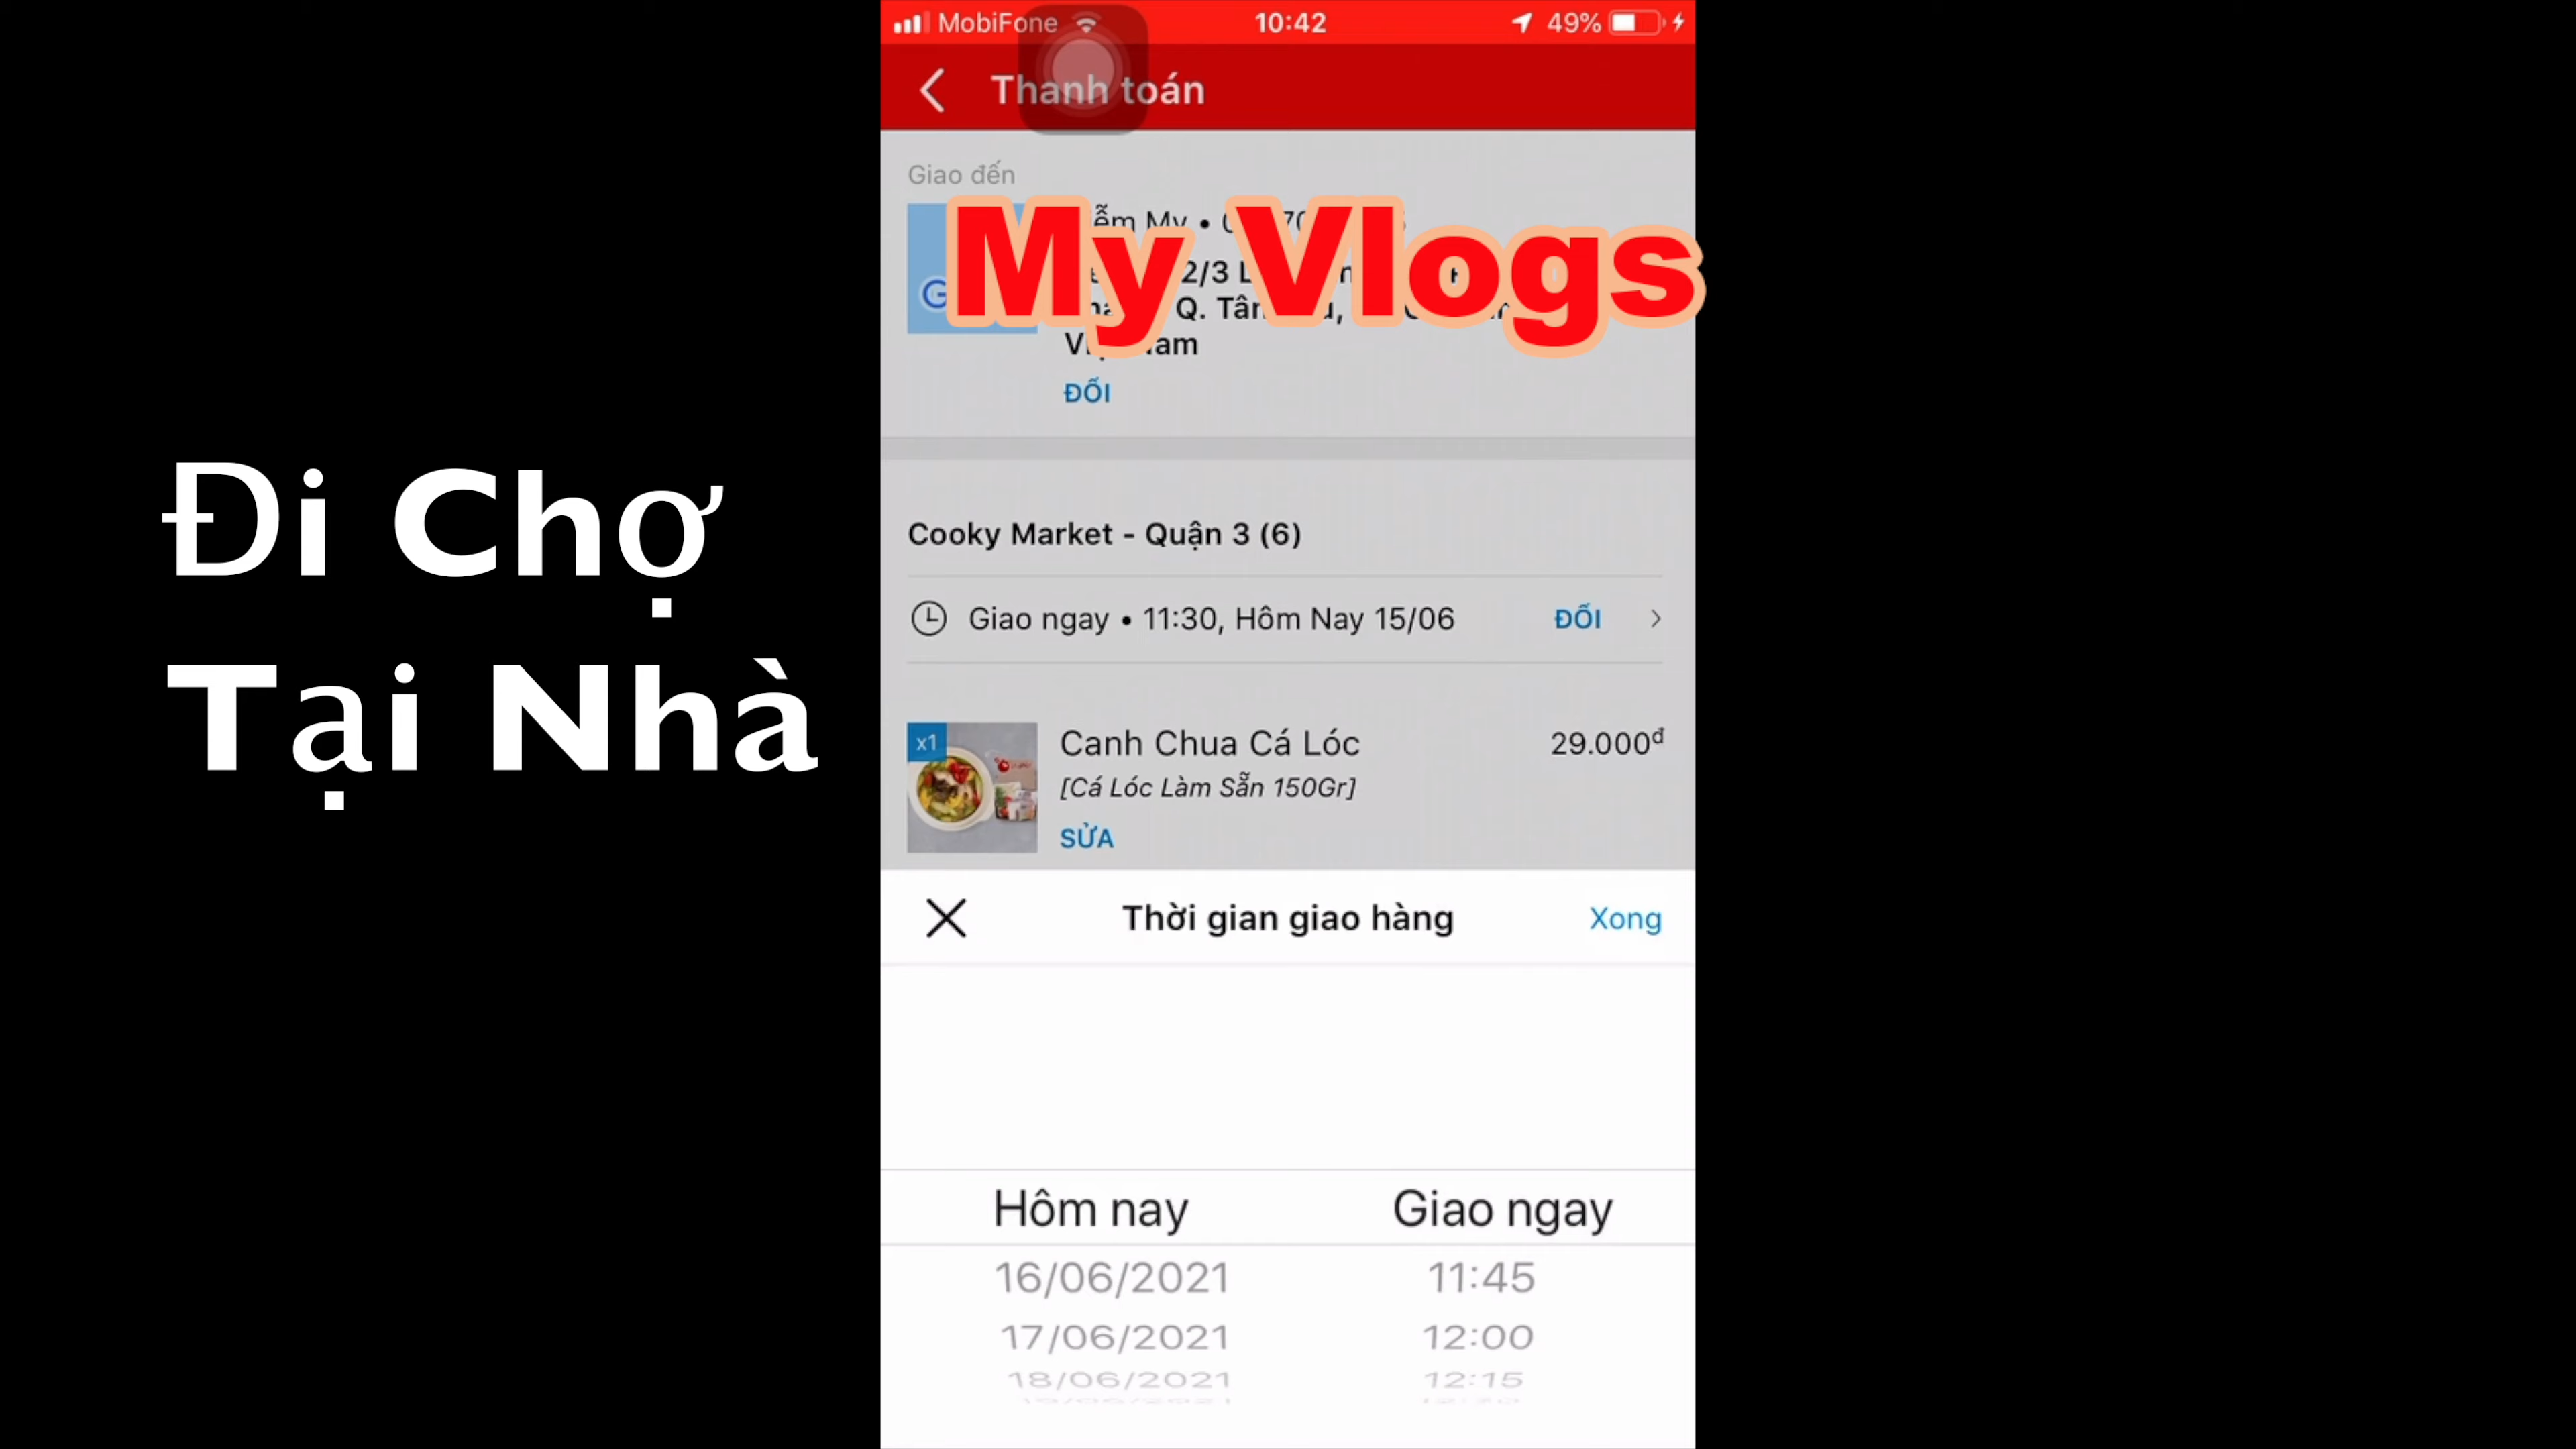 MobiFone 10:42 49%
Thanh toán
Giao đến
My Vlogs
ĐỔI
Đi Chợ
Tại Nhà
Cooky Market - Quận 3 (6)
Giao ngay • 11:30, Hôm Nay 15/06 ĐỔI
x1 Canh Chua Cá Lóc 29.000đ
[Cá Lóc Làm Sẵn 150Gr]
SỬA
Thời gian giao hàng Xong
Hôm nay Giao ngay
16/06/2021 11:45
17/06/2021 12:00
18/06/2021 12:15